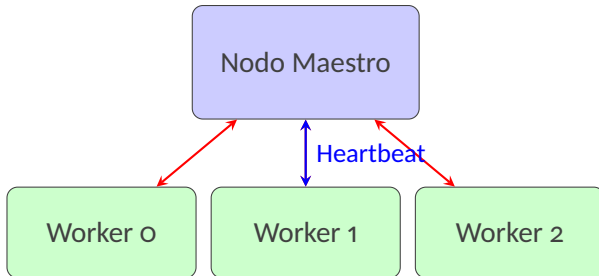 Nodo Maestro
Heartbeat
Worker 0
Worker 1
Worker 2